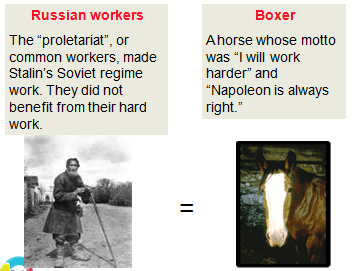 Russian workers
The “proletariat”, or
common workers, made
Stalin’s Soviet regime
work. They did not
benefit from their hard
work.
Boxer
A horse whose motto
was “I will work
harder” and
“Napoleon is always
right.”
=